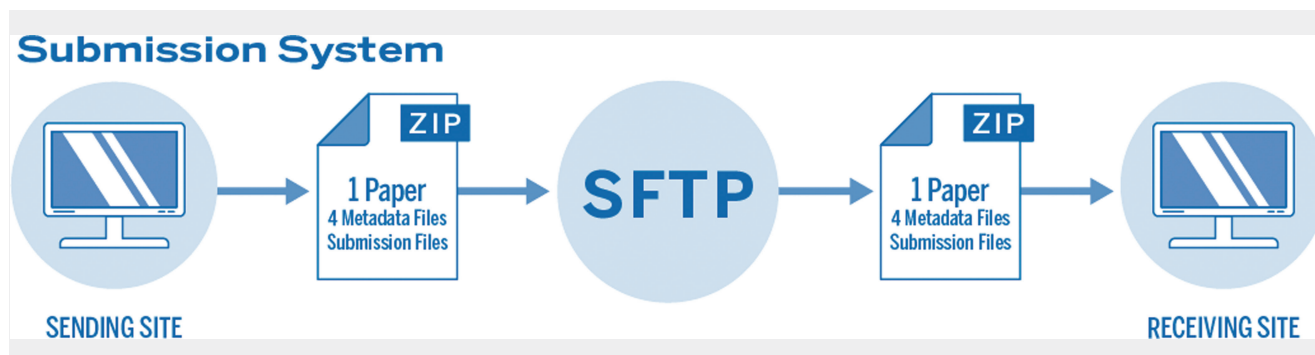 Submission System
ZIP
1 Paper
4 Metadata Files
Submission Files
SFTP
ZIP
1 Paper
4 Metadata Files
Submission Files
SENDING SITE
RECEIVING SITE